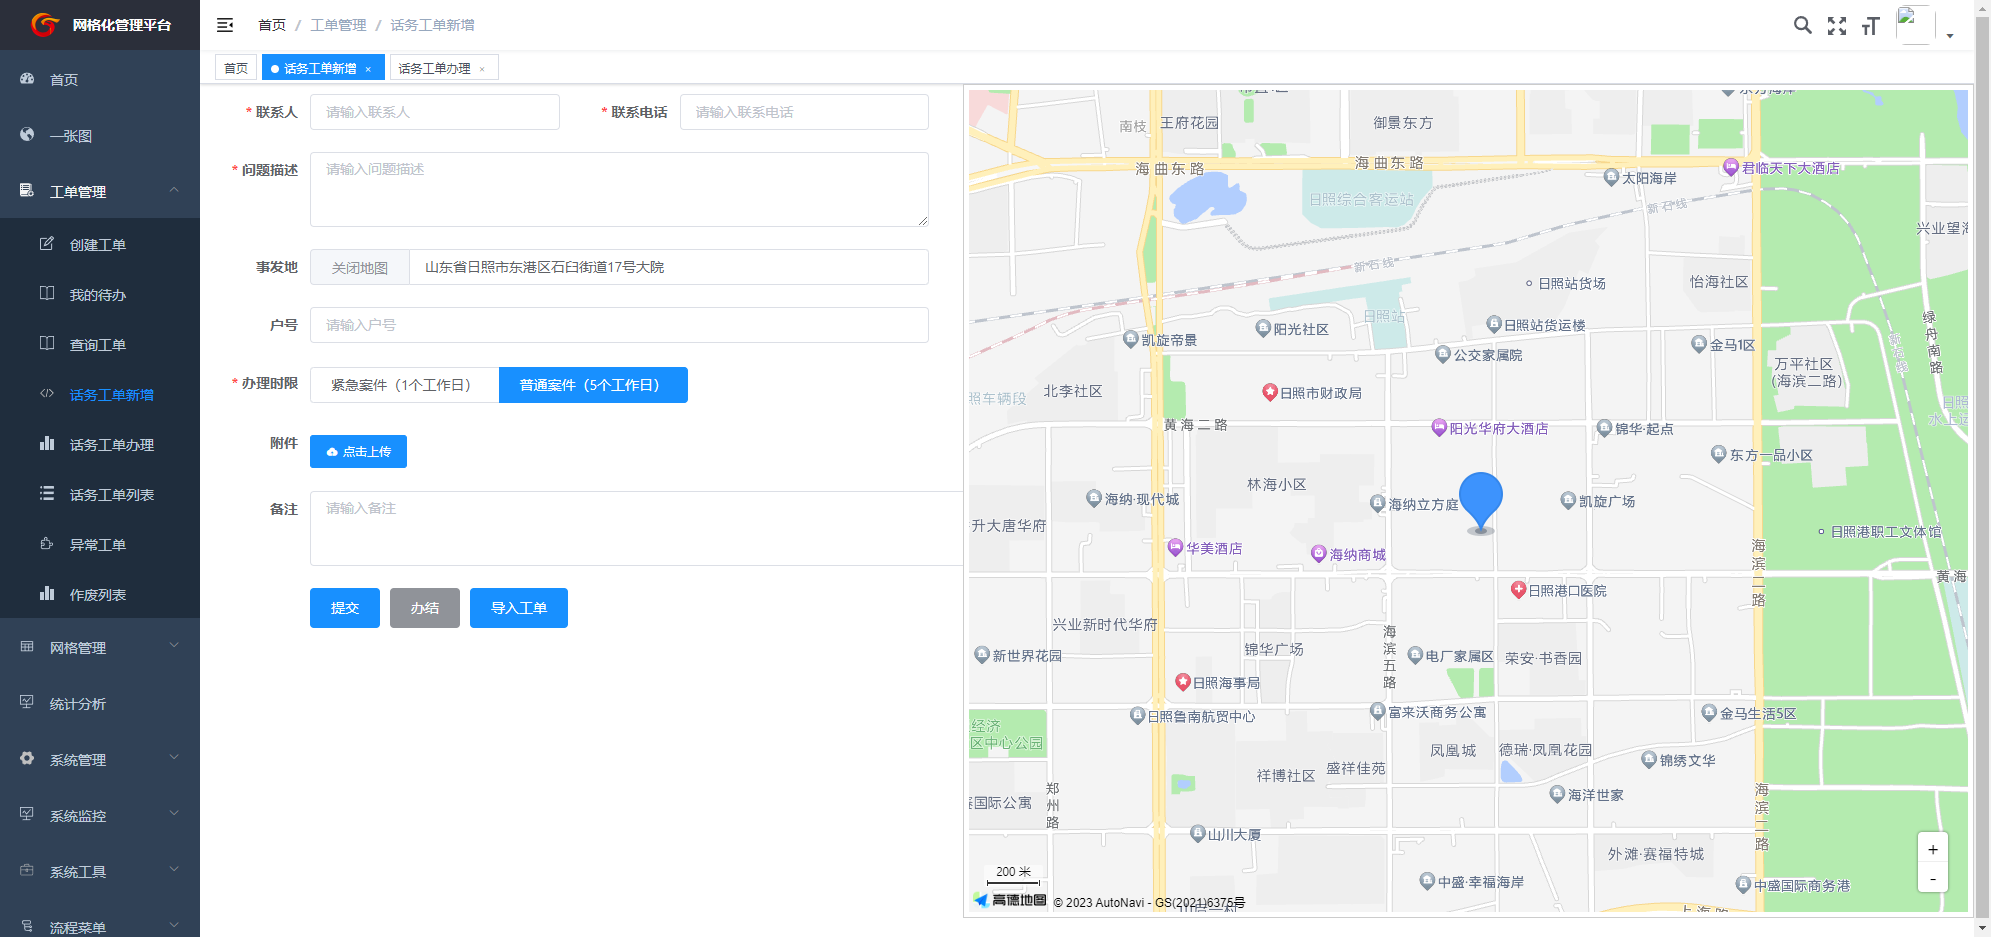 网格化管理平台
首页 / 工单管理 / 话务工单新增
首页
话务工单新增 ×
话务工单办理 ×
首页
一张图
工单管理
创建工单
我的待办
查询工单
话务工单新增
话务工单办理
话务工单列表
异常工单
作废列表
网格管理
统计分析
系统管理
系统监控
系统工具
流程菜单
* 联系人
请输入联系人
* 联系电话
请输入联系电话
* 问题描述
请输入问题描述
事发地
关闭地图
山东省日照市东港区石臼街道17号大院
户号
请输入户号
* 办理时限
紧急案件（1个工作日）
普通案件（5个工作日）
附件
点击上传
备注
请输入备注
提交
办结
导入工单
南枝
王府花园
御景东方
海曲东路
海曲东路
君临天下大酒店
太阳海岸
日照综合客运站
新石线
兴业望海
新石线
日照站货场
怡海社区
日照站
绿舟南路
阳光社区
日照站货运楼
凯旋帝景
公交家属院
金马1区
新石线
万平社区
(海滨二路)
北李社区
日照市财政局
照车辆段
日照
水上运
黄海二路
阳光华府大酒店
锦华·起点
东方一品小区
林海小区
海纳·现代城
海纳立方庭
凯旋广场
升大唐华府
日照港职工文体馆
华美酒店
海纳商城
海滨二路
黄海
日照港口医院
兴业新时代华府
海滨五路
锦华广场
新世界花园
电厂家属区
荣安·书香园
日照海事局
日照鲁南航贸中心
富来沃商务公寓
金马生活5区
经济
区中心公园
凤凰城
德瑞·凤凰花园
锦绣文华
祥博社区
盛祥佳苑
郑州路
国际公寓
海洋世家
海滨二路
山川大厦
外滩·赛福特城
中盛·幸福海岸
中盛国际商务港
200 米
高德地图
© 2023 AutoNavi - GS(2021)6375号
+
-